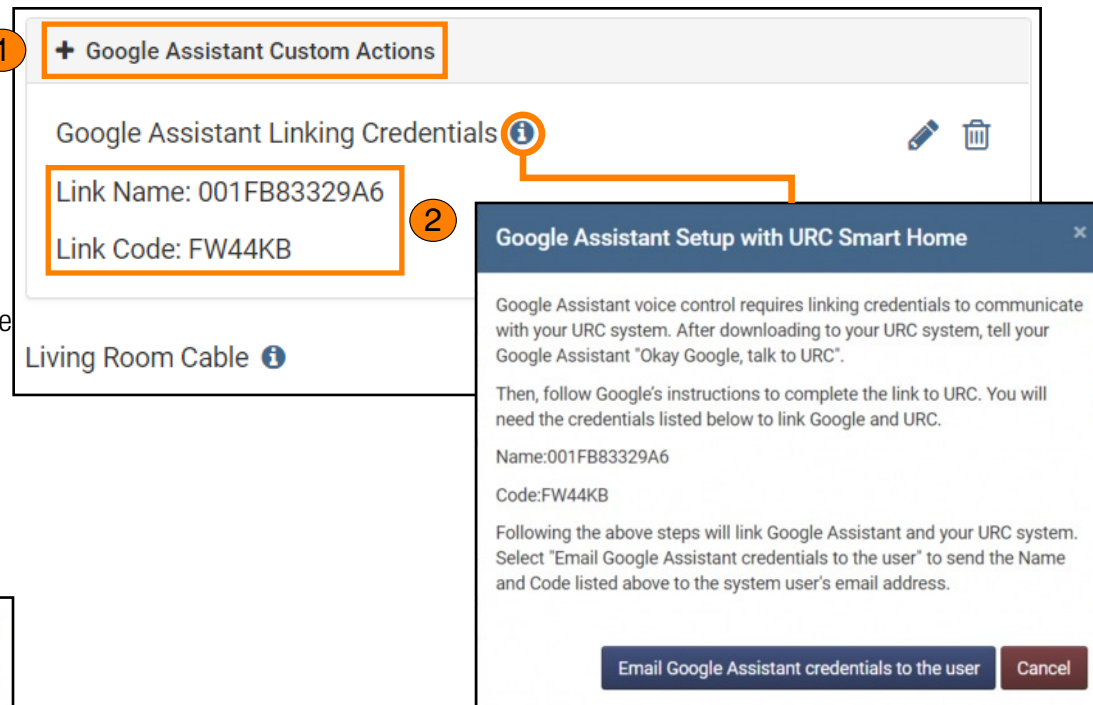 1
+ Google Assistant Custom Actions
Google Assistant Linking Credentials
Link Name: 001FB83329A6
Link Code: FW44KB
2
e
Living Room Cable
Google Assistant Setup with URC Smart Home ×
Google Assistant voice control requires linking credentials to communicate
with your URC system. After downloading to your URC system, tell your
Google Assistant "Okay Google, talk to URC".
Then, follow Google's instructions to complete the link to URC. You will
need the credentials listed below to link Google and URC.
Name:001FB83329A6
Code:FW44KB
Following the above steps will link Google Assistant and your URC system.
Select "Email Google Assistant credentials to the user" to send the Name
and Code listed above to the system user's email address.
Email Google Assistant credentials to the user Cancel